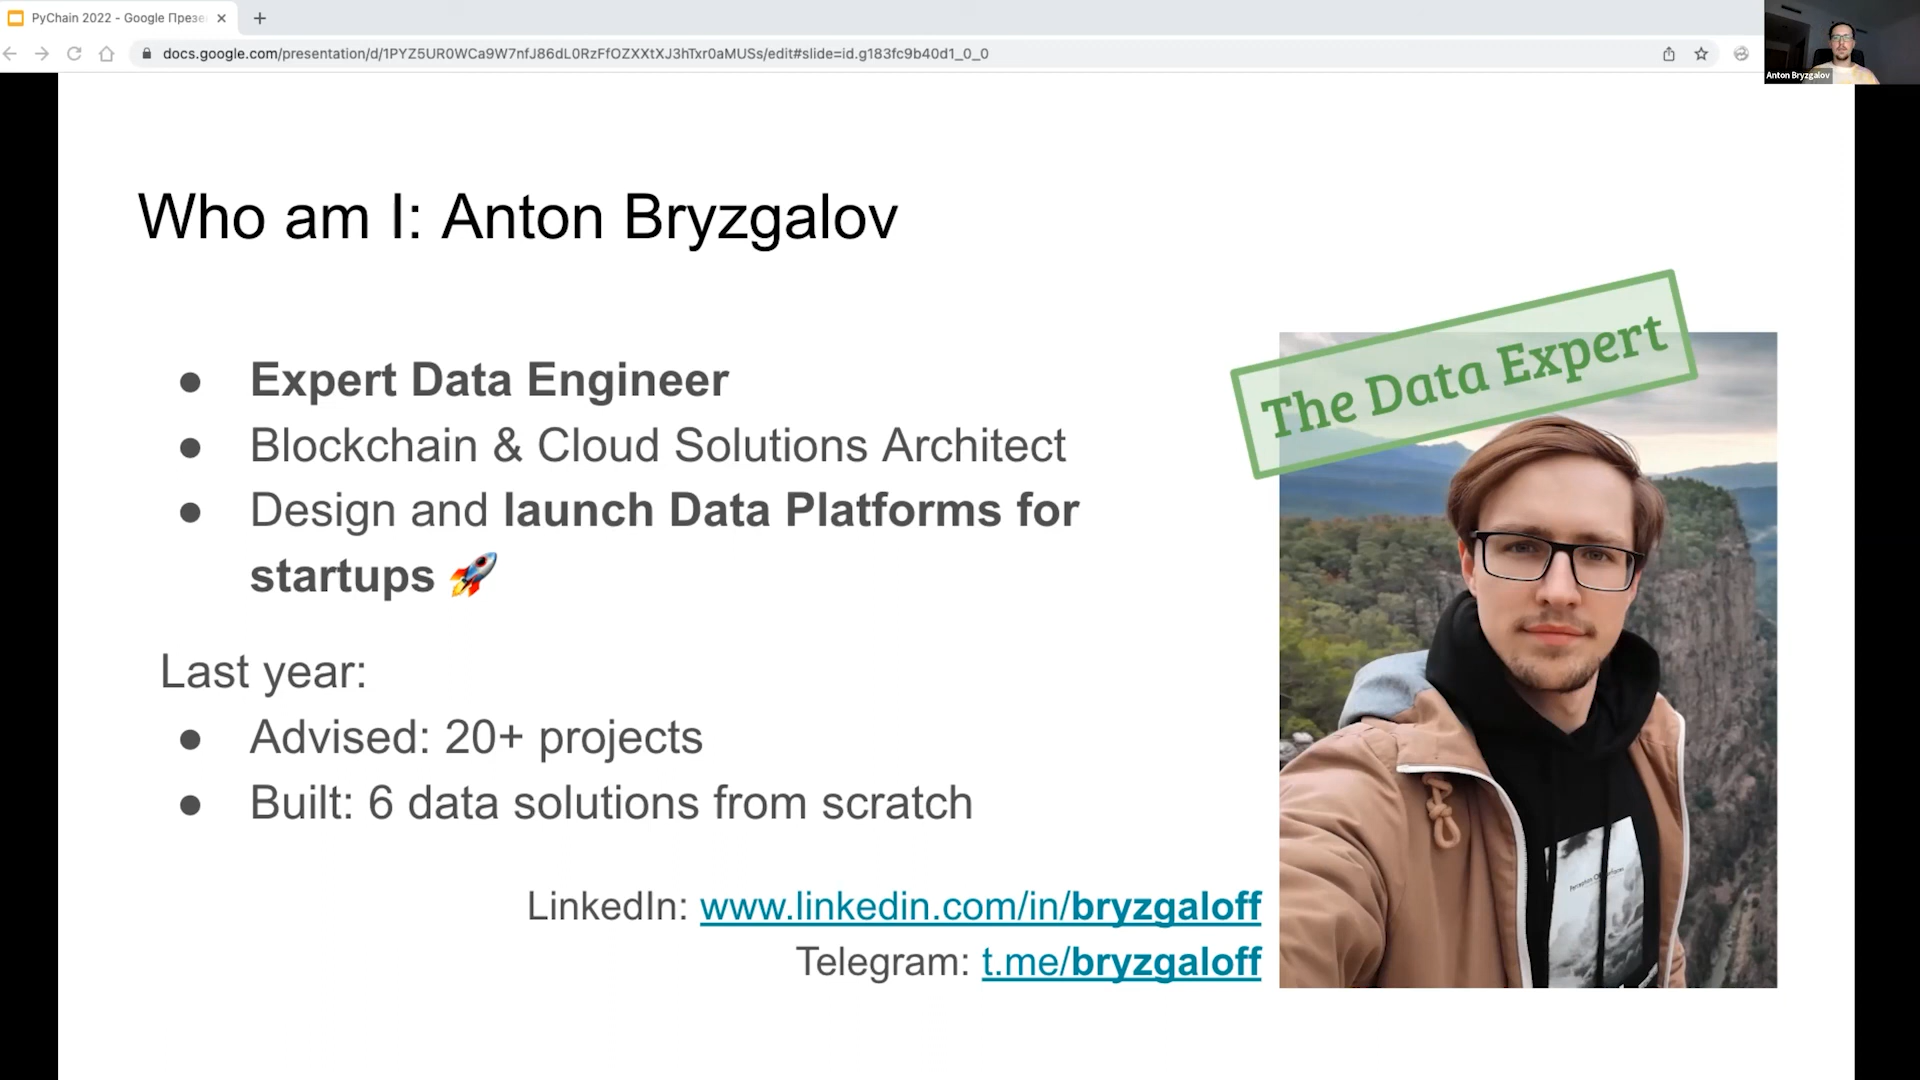 PyChain 2022 - Google Презе
docs.google.com/presentation/d/1PYZ5UR0WCa9W7nfJ86dL0RzFfOZXXtXJ3hTxr0aMUSs/edit#slide=id.g183fc9b40d1_0_0
Anton Bryzgalov
Who am I: Anton Bryzgalov
The Data Expert
● Expert Data Engineer
● Blockchain & Cloud Solutions Architect
● Design and launch Data Platforms for
startups 🚀
Last year:
● Advised: 20+ projects
● Built: 6 data solutions from scratch
LinkedIn: www.linkedin.com/in/bryzgaloff
Telegram: t.me/bryzgaloff